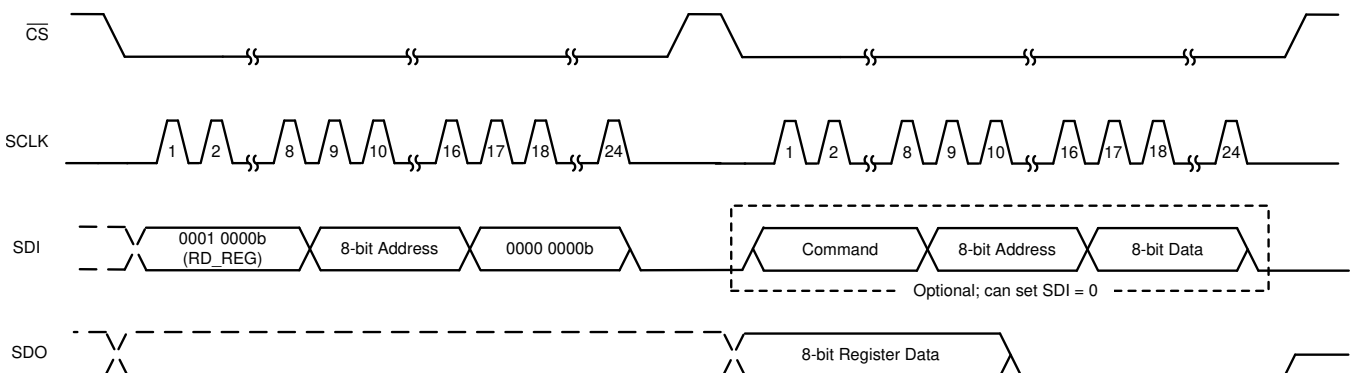 CS
SCLK
1 2 8 9 10 16 17 18 24 1 2 8 9 10 16 17 18 24
SDI
0001 0000b
(RD_REG)
8-bit Address
0000 0000b
Command
8-bit Address
8-bit Data
Optional; can set SDI = 0
SDO
8-bit Register Data